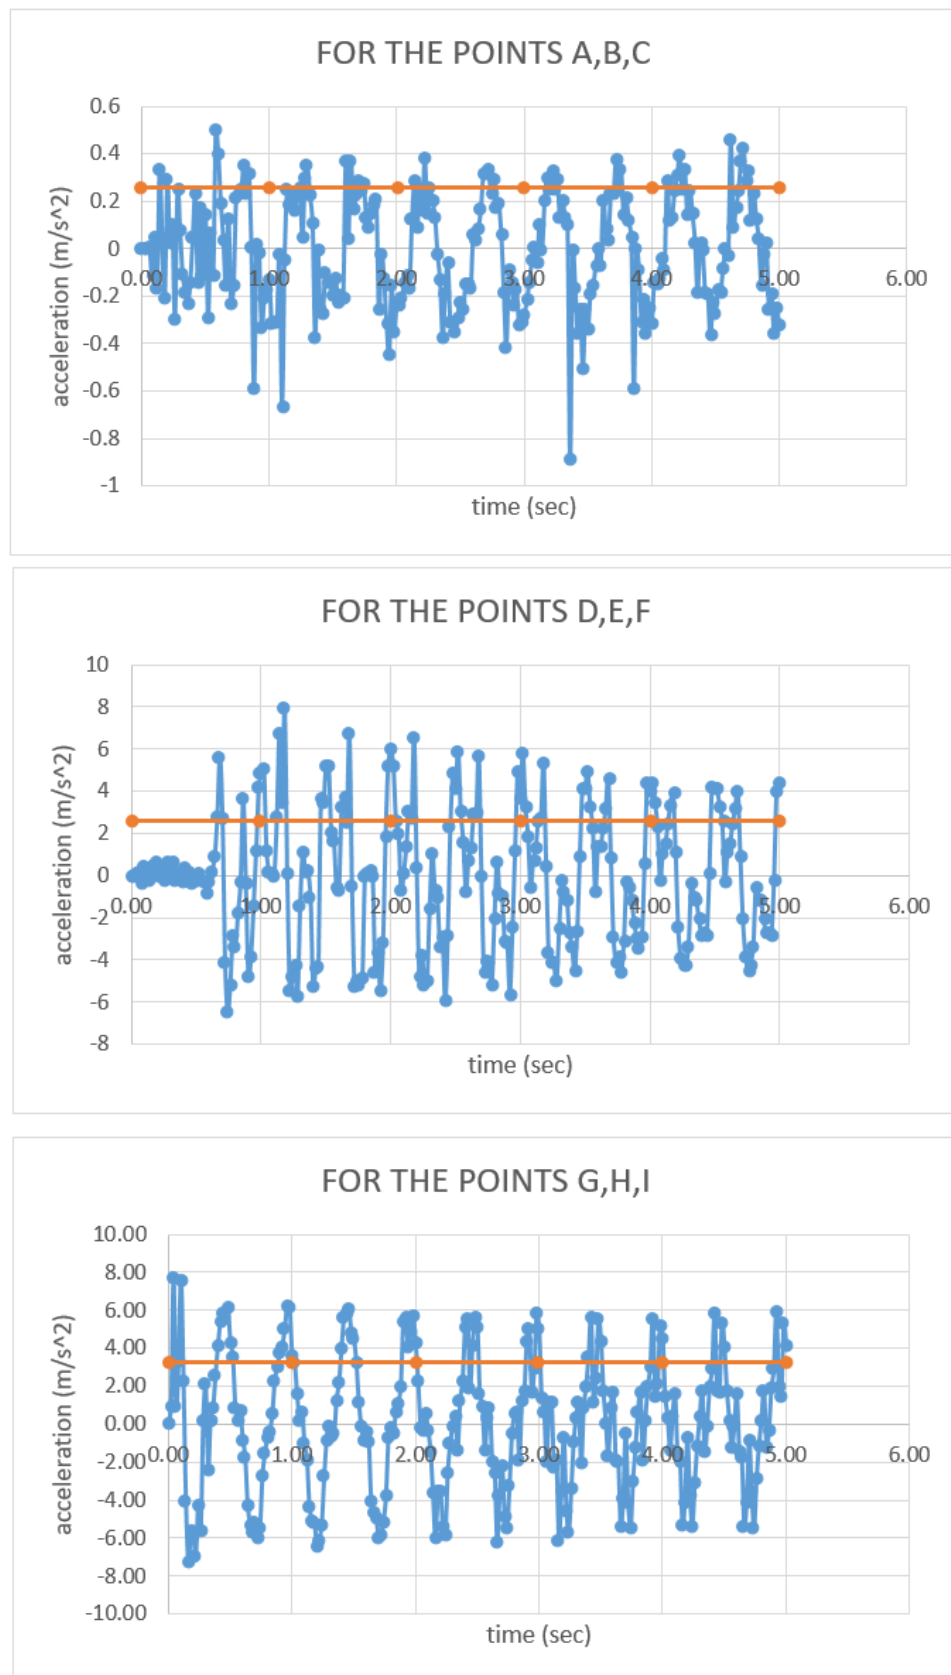 FOR THE POINTS A,B,C
acceleration (m/s^2)
0.6
0.4
0.2
0
-0.2
-0.4
-0.6
-0.8
-1
0.00 1.00 2.00 3.00 4.00 5.00 6.00
time (sec)
FOR THE POINTS D,E,F
acceleration (m/s^2)
10
8
6
4
2
0
-2
-4
-6
-8
0.00 1.00 2.00 3.00 4.00 5.00 6.00
time (sec)
FOR THE POINTS G,H,I
acceleration (m/s^2)
10.00
8.00
6.00
4.00
2.00
0.00
-2.00
-4.00
-6.00
-8.00
-10.00
0.00 1.00 2.00 3.00 4.00 5.00 6.00
time (sec)